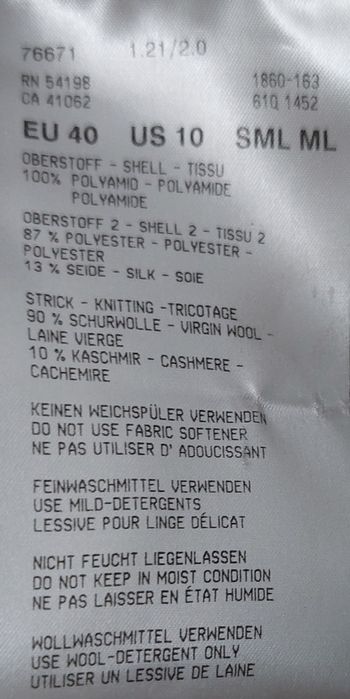 76671 1.21/2.0
RN 54198 1860-163
CA 41062 61Q 1452
EU 40 US 10 SML ML
OBERSTOFF - SHELL - TISSU
100% POLYAMID - POLYAMIDE
POLYAMIDE
OBERSTOFF 2 - SHELL 2 - TISSU 2
87 % POLYESTER - POLYESTER -
POLYESTER
13 % SEIDE - SILK - SOIE
STRICK - KNITTING -TRICOTAGE
90 % SCHURWOLLE - VIRGIN WOOL -
LAINE VIERGE
10 % KASCHMIR - CASHMERE -
CACHEMIRE
KEINEN WEICHSPÜLER VERWENDEN
DO NOT USE FABRIC SOFTENER
NE PAS UTILISER D' ADOUCISSANT
FEINWASCHMITTEL VERWENDEN
USE MILD-DETERGENTS
LESSIVE POUR LINGE DÉLICAT
NICHT FEUCHT LIEGENLASSEN
DO NOT KEEP IN MOIST CONDITION
NE PAS LAISSER EN ÉTAT HUMIDE
WOLLWASCHMITTEL VERWENDEN
USE WOOL-DETERGENT ONLY
UTILISER UN LESSIVE DE LAINE